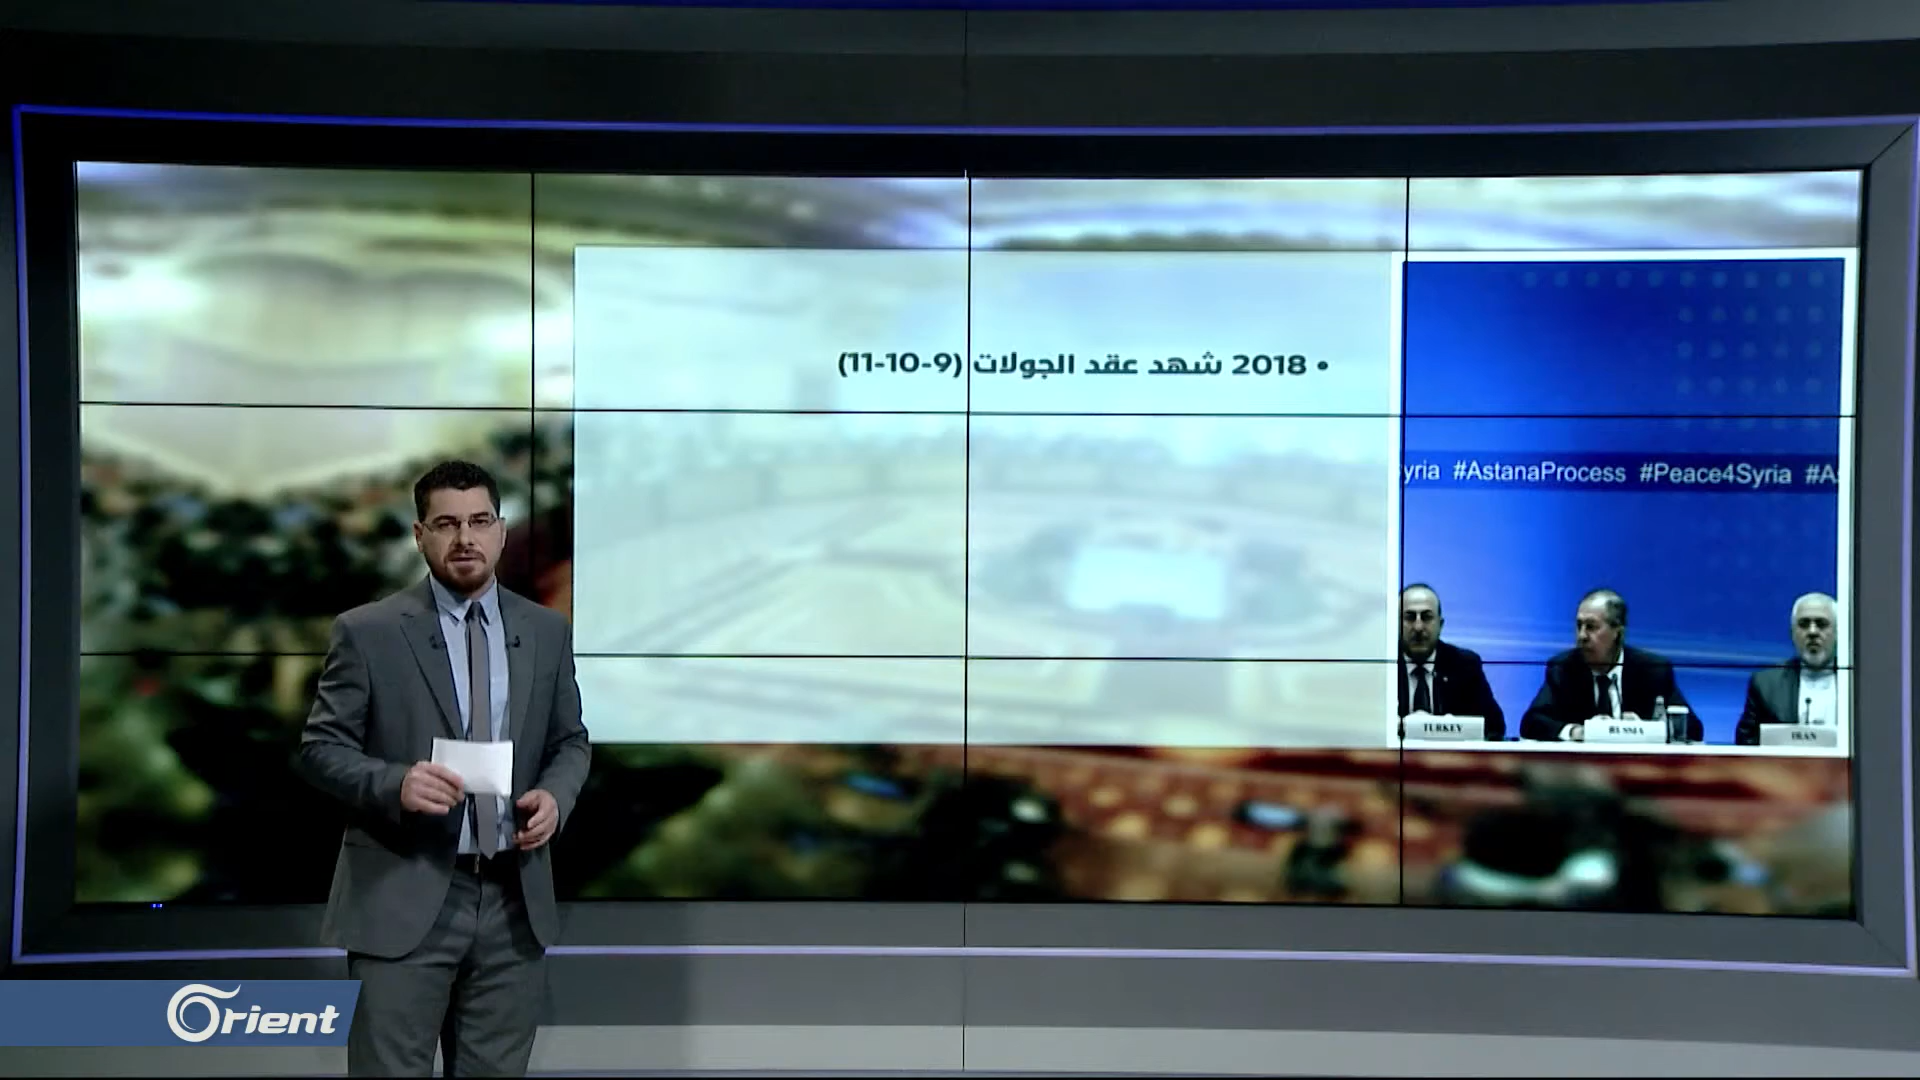 • 2018 شهد عقد الجولات (9-10-11)
yria #AstanaProcess #Peace4Syria #A
TURKEY
RUSSIA
IRAN
Orient